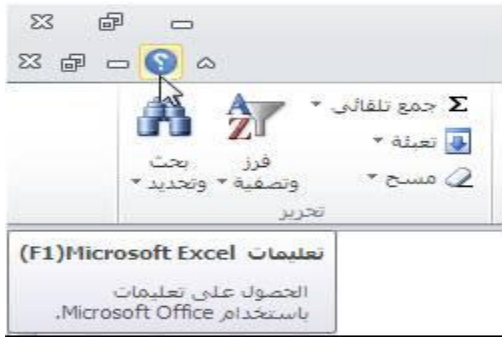 Σ جمع تلقائي
تعبئة
مسح
فرز
وتصفية
بحث
وتحديد
تحرير
تعليمات Microsoft Excel‏ (F1)
الحصول على تعليمات
باستخدام Microsoft Office.